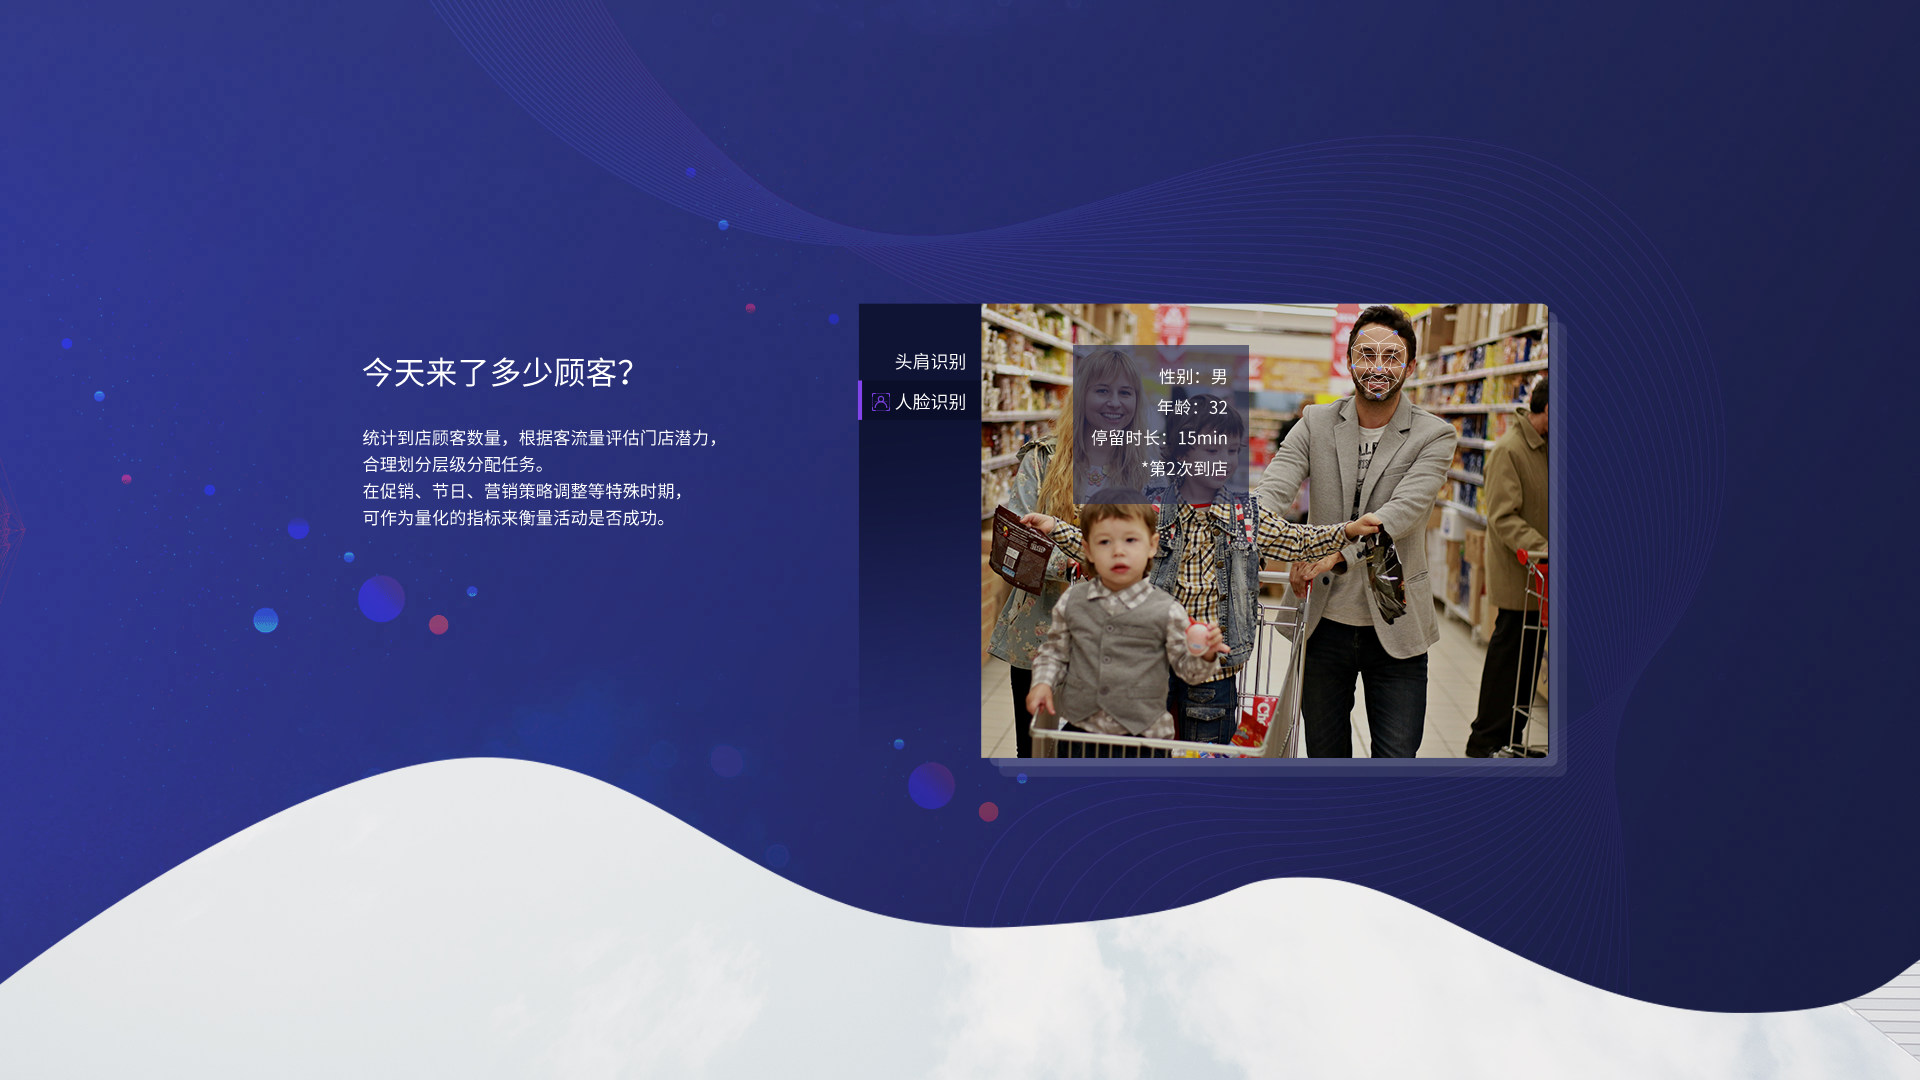 今天来了多少顾客？
统计到店顾客数量，根据客流量评估门店潜力，
合理划分层级分配任务。
在促销、节日、营销策略调整等特殊时期，
可作为量化的指标来衡量活动是否成功。
头肩识别
人脸识别
性别：男
年龄：32
停留时长：15min
*第2次到店